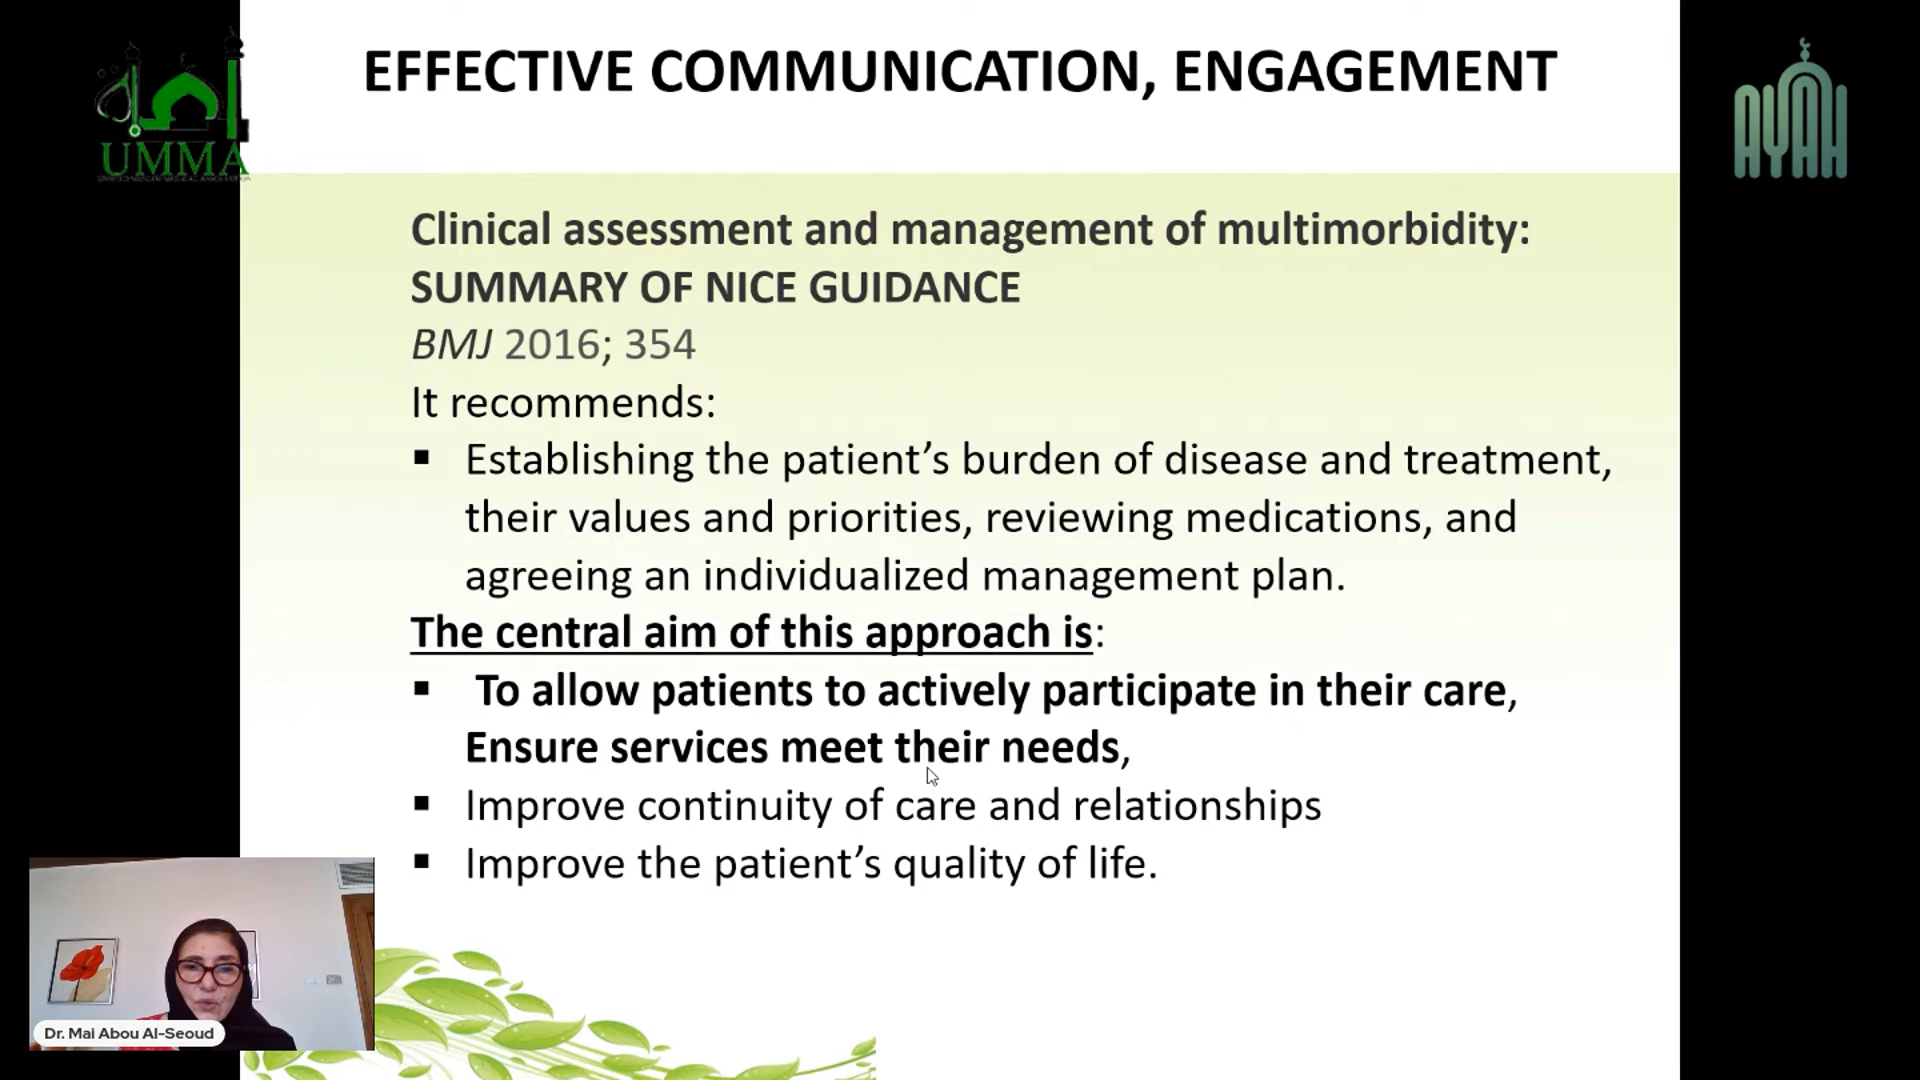 EFFECTIVE COMMUNICATION, ENGAGEMENT
UMMA
AYAH
Clinical assessment and management of multimorbidity:
SUMMARY OF NICE GUIDANCE
BMJ 2016; 354
It recommends:
▪ Establishing the patient’s burden of disease and treatment,
their values and priorities, reviewing medications, and
agreeing an individualized management plan.
The central aim of this approach is:
▪ To allow patients to actively participate in their care,
Ensure services meet their needs,
▪ Improve continuity of care and relationships
▪ Improve the patient’s quality of life.
Dr. Mai Abou Al-Seoud